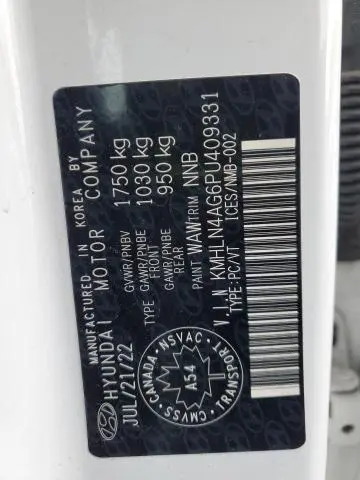 MANUFACTURED IN KOREA BY
HYUNDAI MOTOR COMPANY
JUL/21/22
GVWR/PNBV 1750 kg
GAWR/PNBE FRONT 1030 kg
GAWR/PNBE REAR 950 kg
PAINT WAW TRIM NNB
V I N KMHLN4AG6PU409331
TYPE:PC/VT ICES/NMB-002
CANADA NSVAC TRANSPORT CMVSS
A54